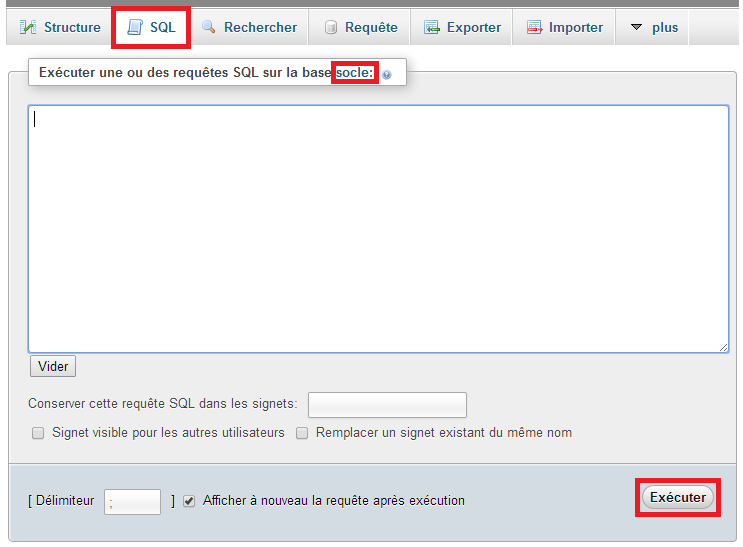 Structure SQL Rechercher Requête Exporter Importer plus
Exécuter une ou des requêtes SQL sur la base socle:
Vider
Conserver cette requête SQL dans les signets:
Signet visible pour les autres utilisateurs Remplacer un signet existant du même nom
[ Délimiteur ; ] Afficher à nouveau la requête après exécution Exécuter